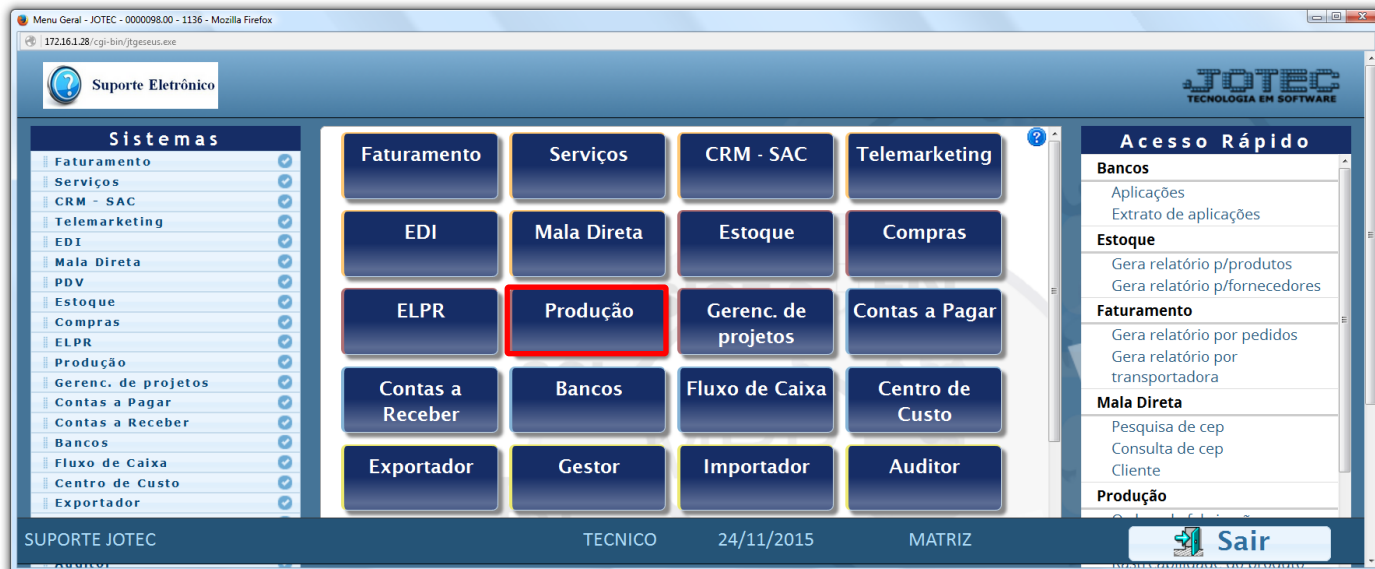 Menu Geral - JOTEC - 0000098.00 - 1136 - Mozilla Firefox
172.16.1.28/cgi-bin/jtgeseus.exe
Suporte Eletrônico
JOTEC
TECNOLOGIA EM SOFTWARE
Sistemas
Faturamento
Serviços
CRM - SAC
Telemarketing
EDI
Mala Direta
PDV
Estoque
Compras
ELPR
Produção
Gerenc. de projetos
Contas a Pagar
Contas a Receber
Bancos
Fluxo de Caixa
Centro de Custo
Exportador
Faturamento
Serviços
CRM - SAC
Telemarketing
EDI
Mala Direta
Estoque
Compras
ELPR
Produção
Gerenc. de
projetos
Contas a Pagar
Contas a
Receber
Bancos
Fluxo de Caixa
Centro de
Custo
Exportador
Gestor
Importador
Auditor
Acesso Rápido
Bancos
Aplicações
Extrato de aplicações
Estoque
Gera relatório p/produtos
Gera relatório p/fornecedores
Faturamento
Gera relatório por pedidos
Gera relatório por
transportadora
Mala Direta
Pesquisa de cep
Consulta de cep
Cliente
Produção
SUPORTE JOTEC
TECNICO
24/11/2015
MATRIZ
Sair